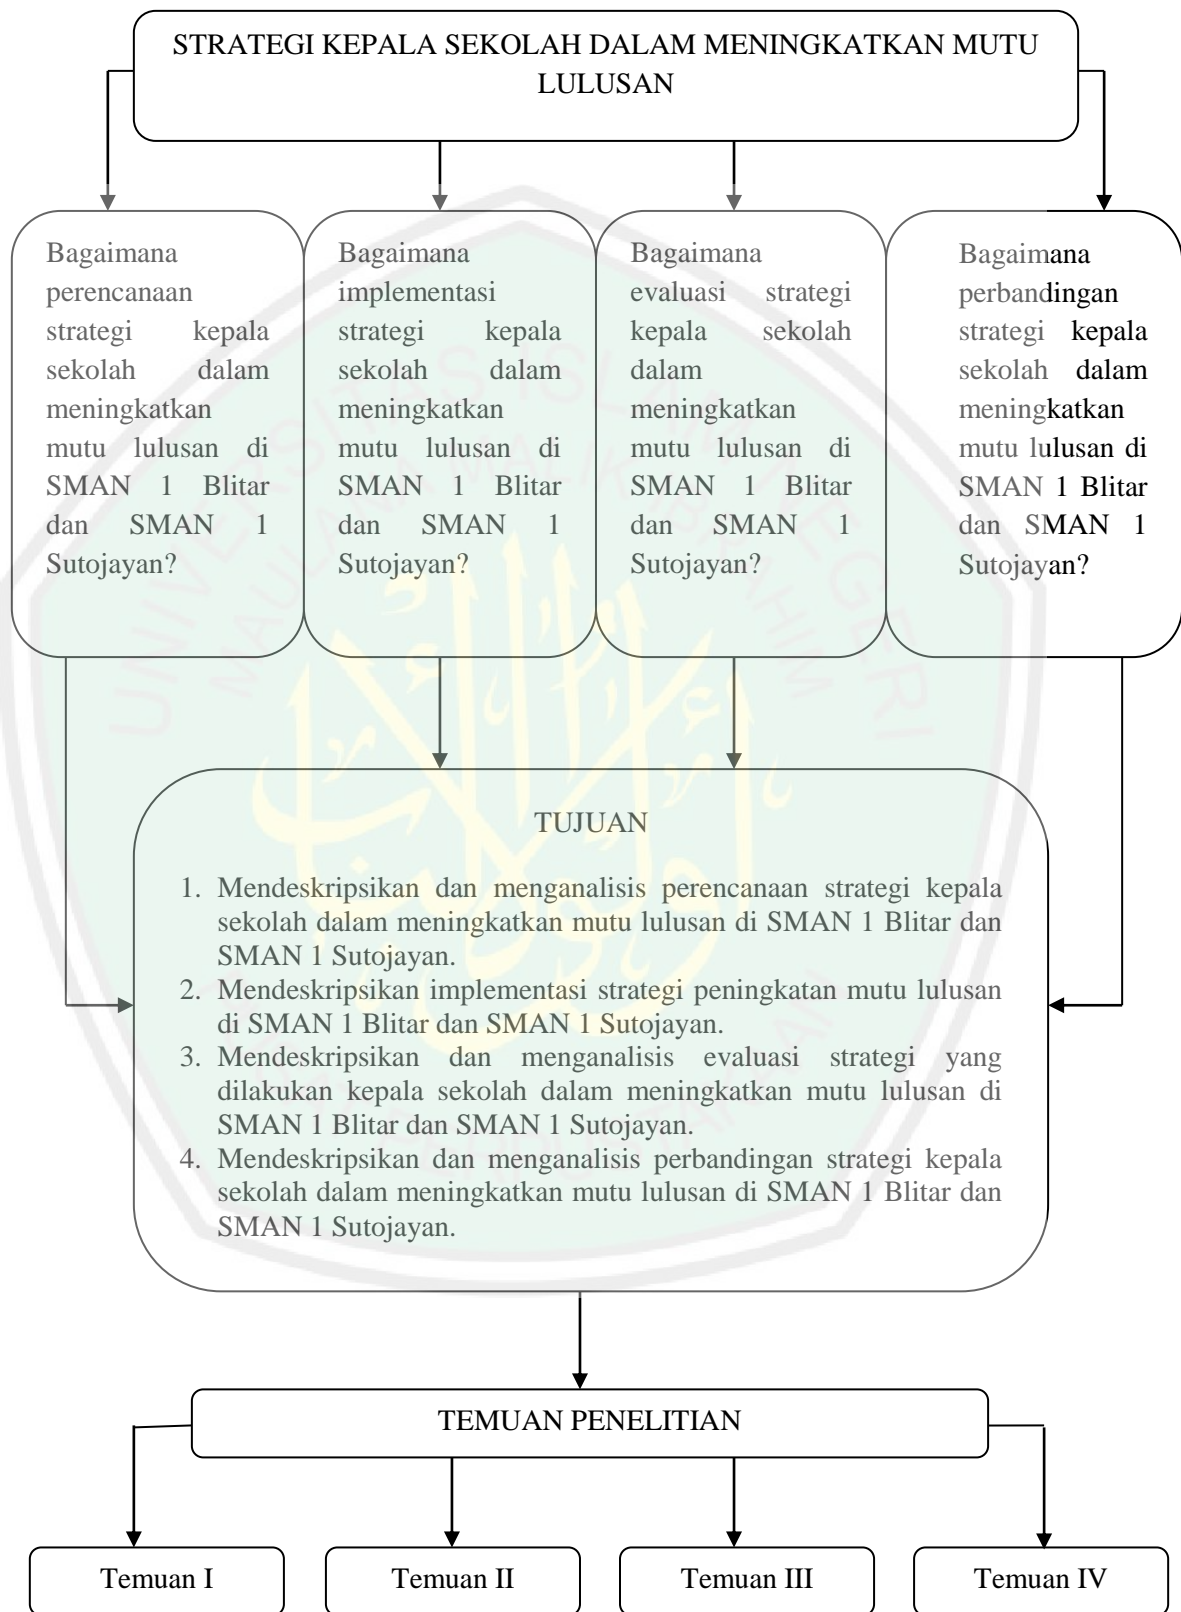 STRATEGI KEPALA SEKOLAH DALAM MENINGKATKAN MUTU
LULUSAN
Bagaimana
perencanaan
strategi kepala
sekolah dalam
meningkatkan
mutu lulusan di
SMAN 1 Blitar
dan SMAN 1
Sutojayan?
Bagaimana
implementasi
strategi kepala
sekolah dalam
meningkatkan
mutu lulusan di
SMAN 1 Blitar
dan SMAN 1
Sutojayan?
Bagaimana
evaluasi strategi
kepala sekolah
dalam
meningkatkan
mutu lulusan di
SMAN 1 Blitar
dan SMAN 1
Sutojayan?
Bagaimana
perbandingan
strategi kepala
sekolah dalam
meningkatkan
mutu lulusan di
SMAN 1 Blitar
dan SMAN 1
Sutojayan?
UNIVERSITAS ISLAM NEGERI
MAULANA MALIK IBRAHIM
TUJUAN
1. Mendeskripsikan dan menganalisis perencanaan strategi kepala
sekolah dalam meningkatkan mutu lulusan di SMAN 1 Blitar dan
SMAN 1 Sutojayan.
2. Mendeskripsikan implementasi strategi peningkatan mutu lulusan
di SMAN 1 Blitar dan SMAN 1 Sutojayan.
3. Mendeskripsikan dan menganalisis evaluasi strategi yang
dilakukan kepala sekolah dalam meningkatkan mutu lulusan di
SMAN 1 Blitar dan SMAN 1 Sutojayan.
4. Mendeskripsikan dan menganalisis perbandingan strategi kepala
sekolah dalam meningkatkan mutu lulusan di SMAN 1 Blitar dan
SMAN 1 Sutojayan.
TEMUAN PENELITIAN
Temuan I
Temuan II
Temuan III
Temuan IV